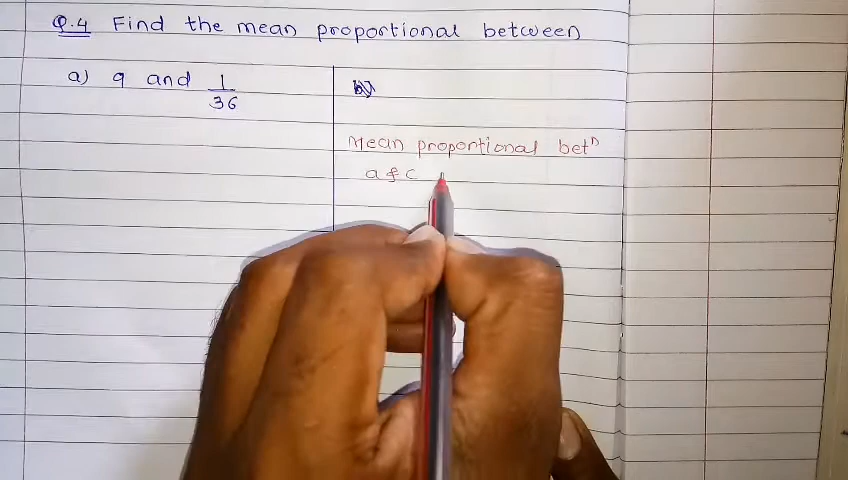 Q.4 Find the mean proportional between
a) 9 and 1/36
Mean proportional betⁿ
a & c